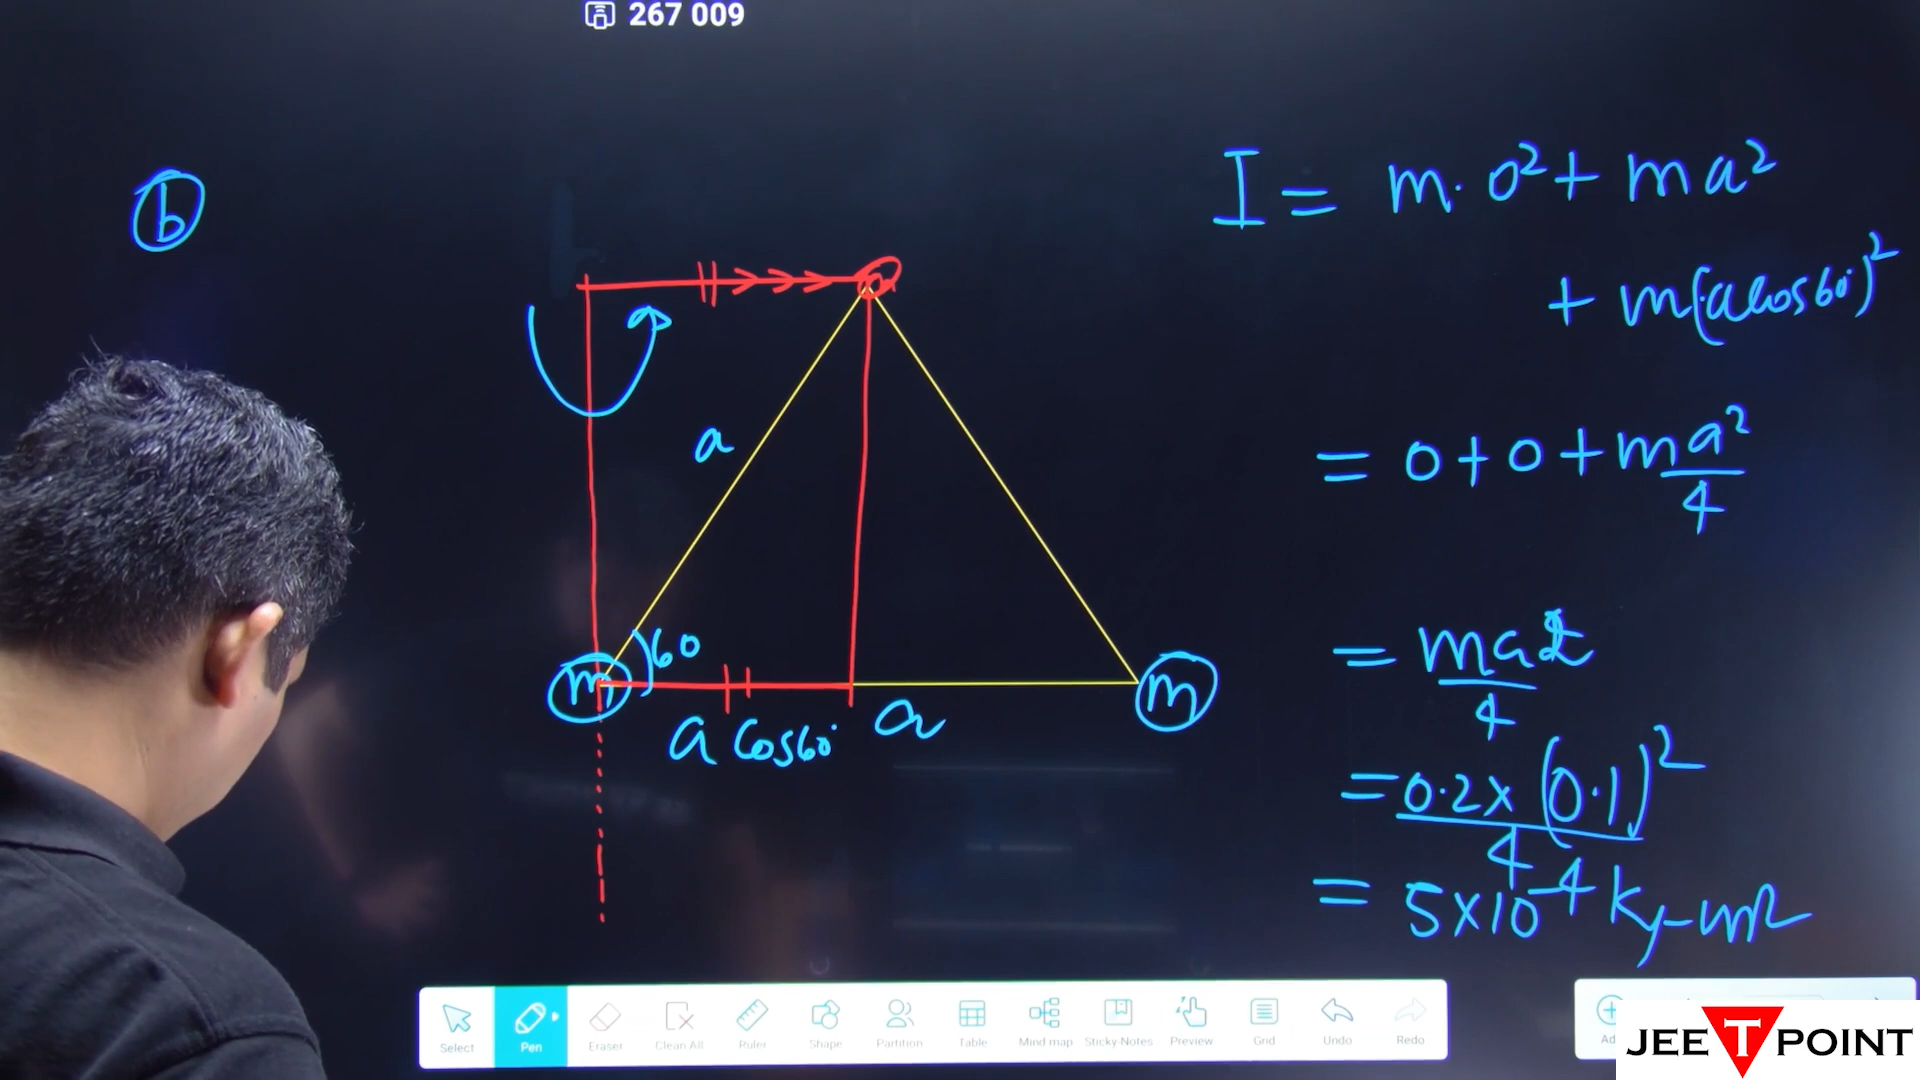 267 009
b
I = m. 0² + ma²
+ m(a cos60°)²
= 0 + 0 + ma²/4
= ma²/4
= 0.2 x (0.1)²/4
= 5x10⁻⁴ kg-m²
a
60
m
m
a cos60°
a
Select
Pen
Eraser
Clean All
Ruler
Shape
Partition
Table
Mind map
Sticky Notes
Preview
Grid
Undo
Redo
JEE T POINT